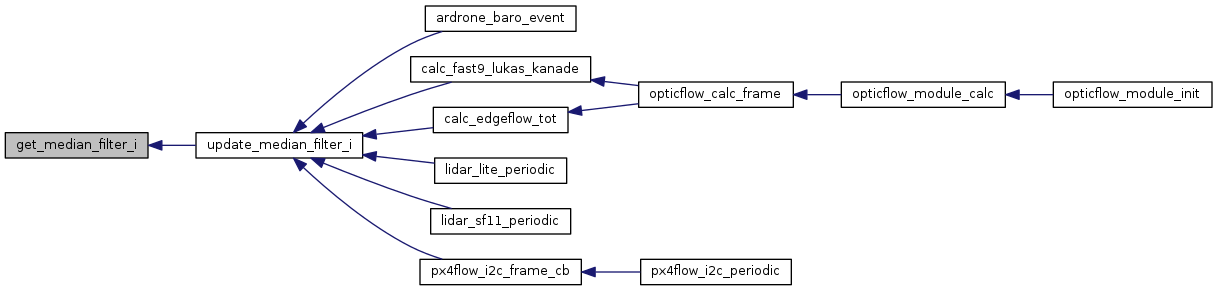 ardrone_baro_event
calc_fast9_lukas_kanade
opticflow_calc_frame
opticflow_module_calc
opticflow_module_init
calc_edgeflow_tot
get_median_filter_i
update_median_filter_i
lidar_lite_periodic
lidar_sf11_periodic
px4flow_i2c_frame_cb
px4flow_i2c_periodic